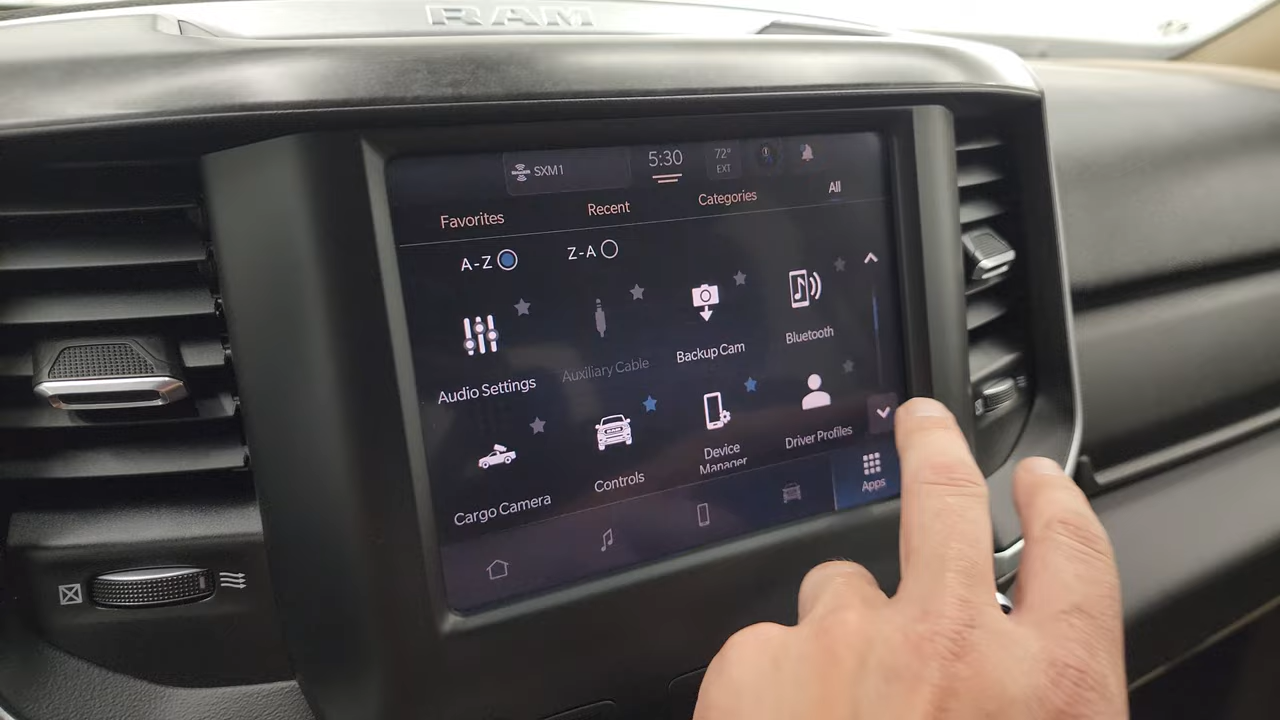 RAM
SXM1
5:30
72°
EXT
Favorites
Recent
Categories
All
A-Z
Z-A
Audio Settings
Auxiliary Cable
Backup Cam
Bluetooth
Cargo Camera
Controls
Device
Manager
Driver Profiles
Apps